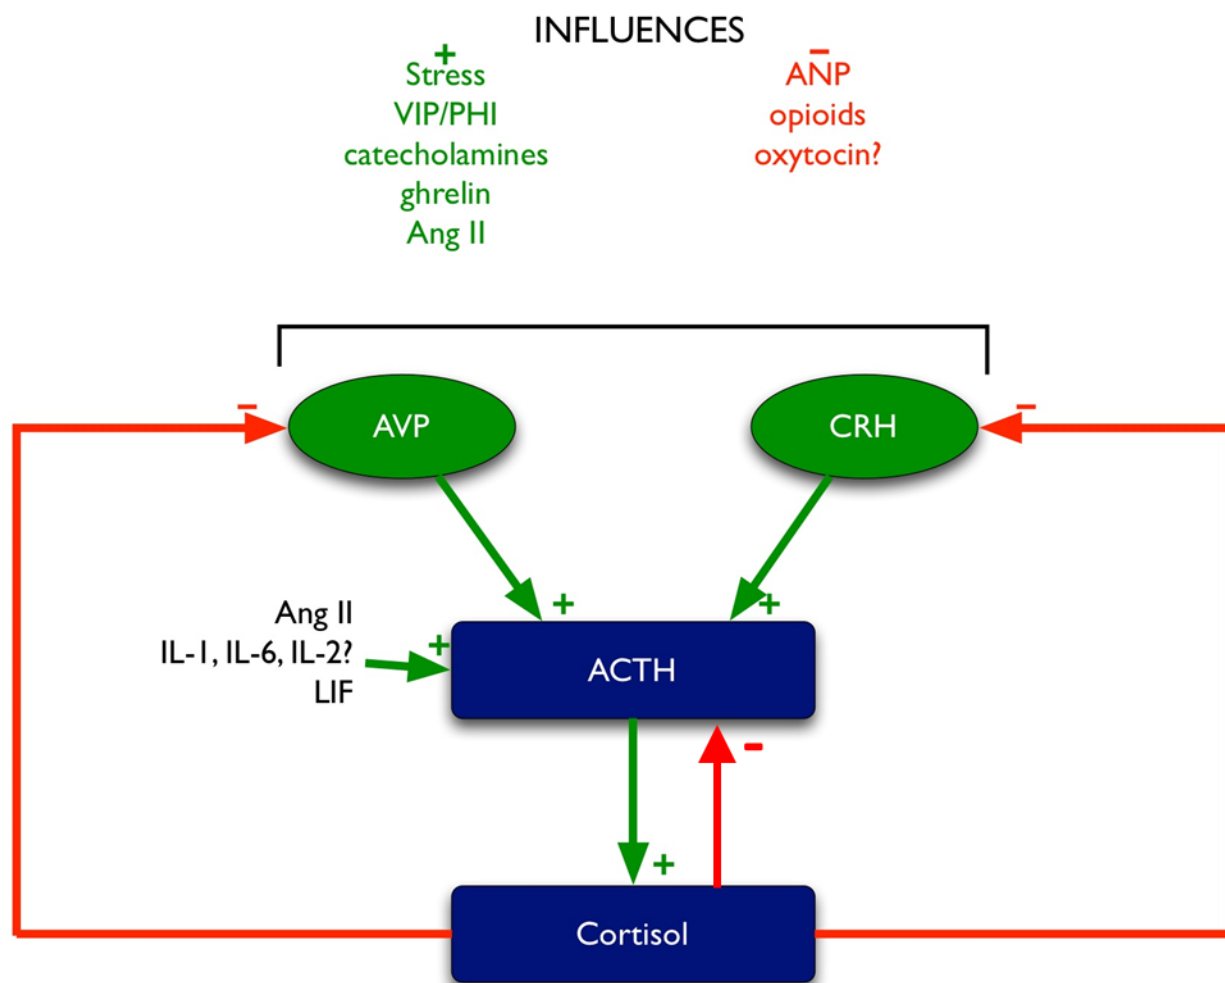 INFLUENCES
+
Stress
VIP/PHI
catecholamines
ghrelin
Ang II
–
ANP
opioids
oxytocin?
–
AVP
CRH
–
+
+
Ang II
IL-1, IL-6, IL-2?
LIF
+
ACTH
-
+
Cortisol